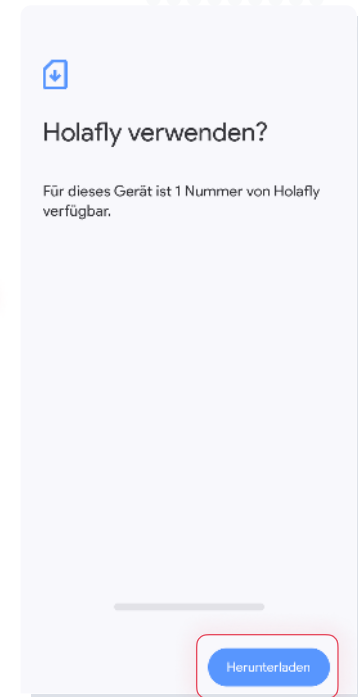 Holafly verwenden?
Für dieses Gerät ist 1 Nummer von Holafly
verfügbar.
Herunterladen